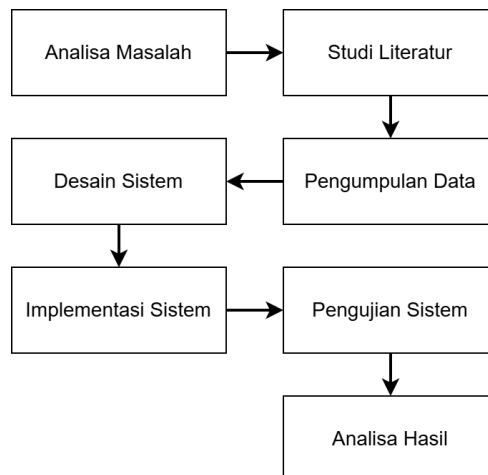 Analisa Masalah
Studi Literatur
Pengumpulan Data
Desain Sistem
Implementasi Sistem
Pengujian Sistem
Analisa Hasil